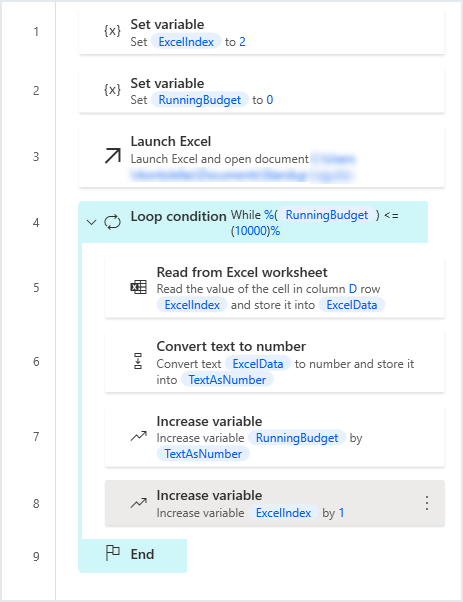 1
Set variable
{x}
Set ExcelIndex to 2
2
Set variable
{x}
Set RunningBudget to 0
3
Launch Excel
Launch Excel and open document
4
Loop condition While %( RunningBudget ) <=
(10000)%
5
Read from Excel worksheet
Read the value of the cell in column D row
ExcelIndex and store it into ExcelData
6
Convert text to number
Convert text ExcelData to number and store it
into TextAsNumber
7
Increase variable
Increase variable RunningBudget by
TextAsNumber
8
Increase variable
Increase variable ExcelIndex by 1
9
End